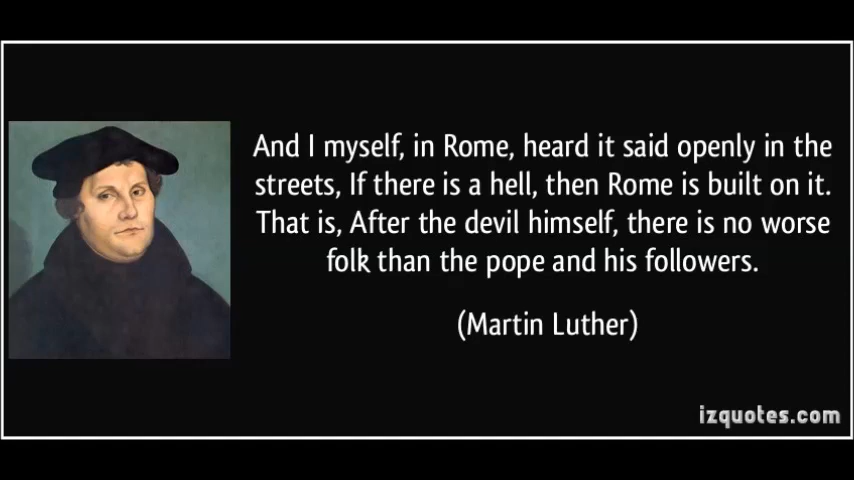 And I myself, in Rome, heard it said openly in the
streets, If there is a hell, then Rome is built on it.
That is, After the devil himself, there is no worse
folk than the pope and his followers.
(Martin Luther)
izquotes.com